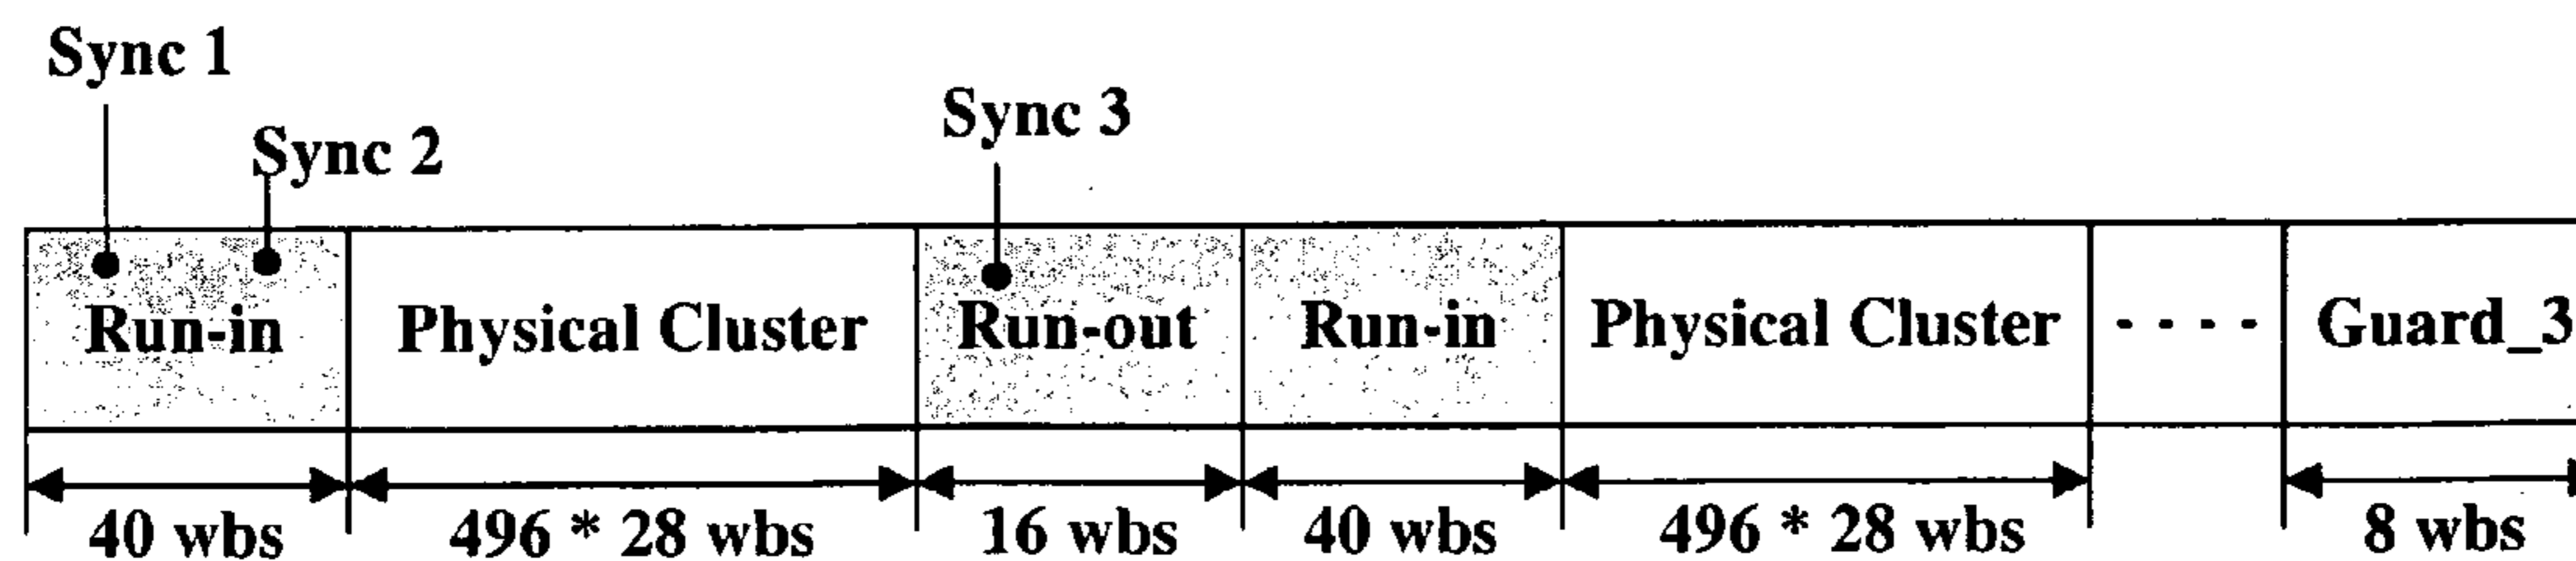 Sync 1
Sync 2
Sync 3
Run-in
Physical Cluster
Run-out
Run-in
Physical Cluster
Guard_3
40 wbs
496 * 28 wbs
16 wbs
40 wbs
496 * 28 wbs
8 wbs